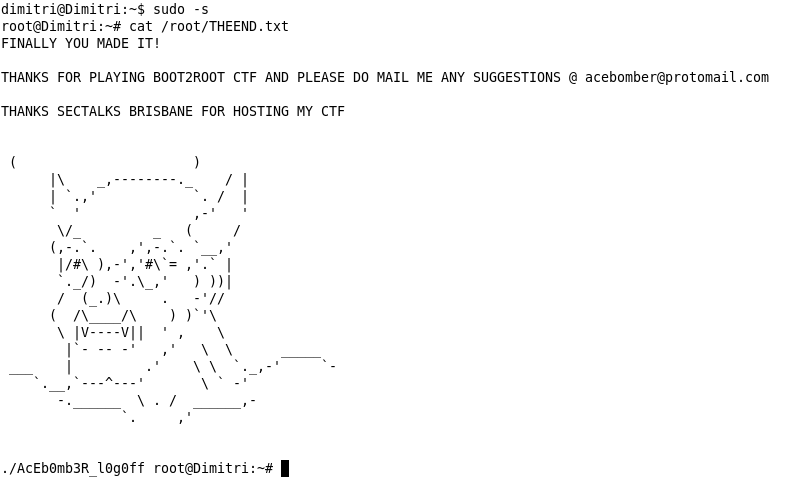 dimitri@Dimitri:~$ sudo -s
root@Dimitri:~# cat /root/THEEND.txt
FINALLY YOU MADE IT!
THANKS FOR PLAYING BOOT2ROOT CTF AND PLEASE DO MAIL ME ANY SUGGESTIONS @ acebomber@protomail.com
THANKS SECTALKS BRISBANE FOR HOSTING MY CTF
./AcEb0mb3R_l0g0ff root@Dimitri:~#